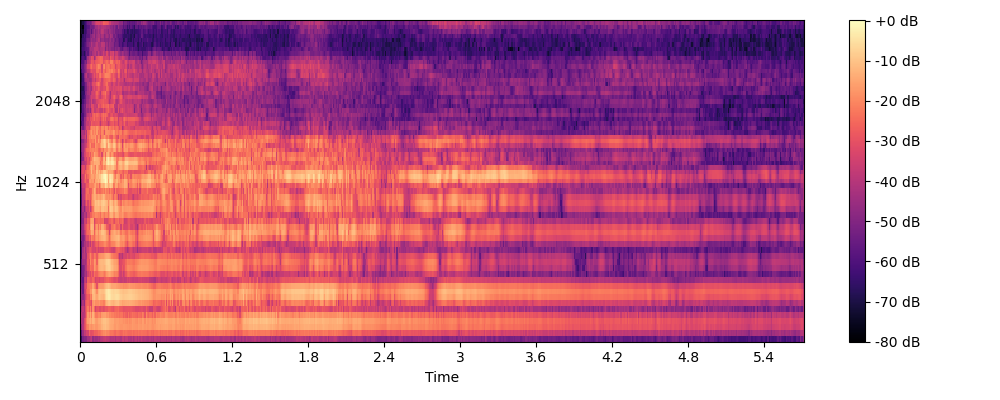 +0 dB
-10 dB
-20 dB
-30 dB
-40 dB
-50 dB
-60 dB
-70 dB
-80 dB
Hz
2048
1024
512
0 0.6 1.2 1.8 2.4 3 3.6 4.2 4.8 5.4
Time